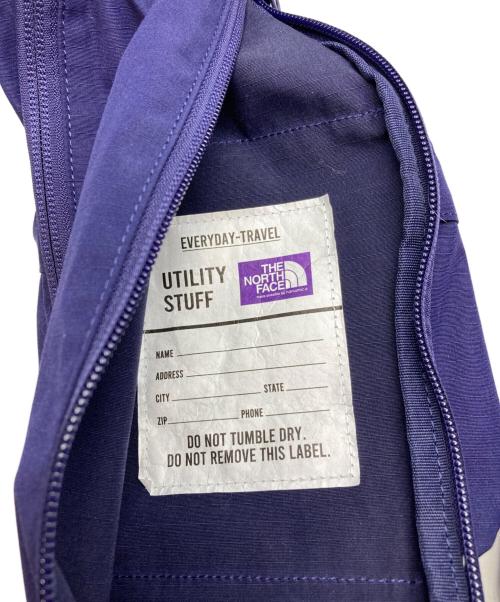 EVERYDAY-TRAVEL
UTILITY
STUFF
THE
NORTH
FACE
NAME
ADDRESS
CITY STATE
ZIP PHONE
DO NOT TUMBLE DRY.
DO NOT REMOVE THIS LABEL.